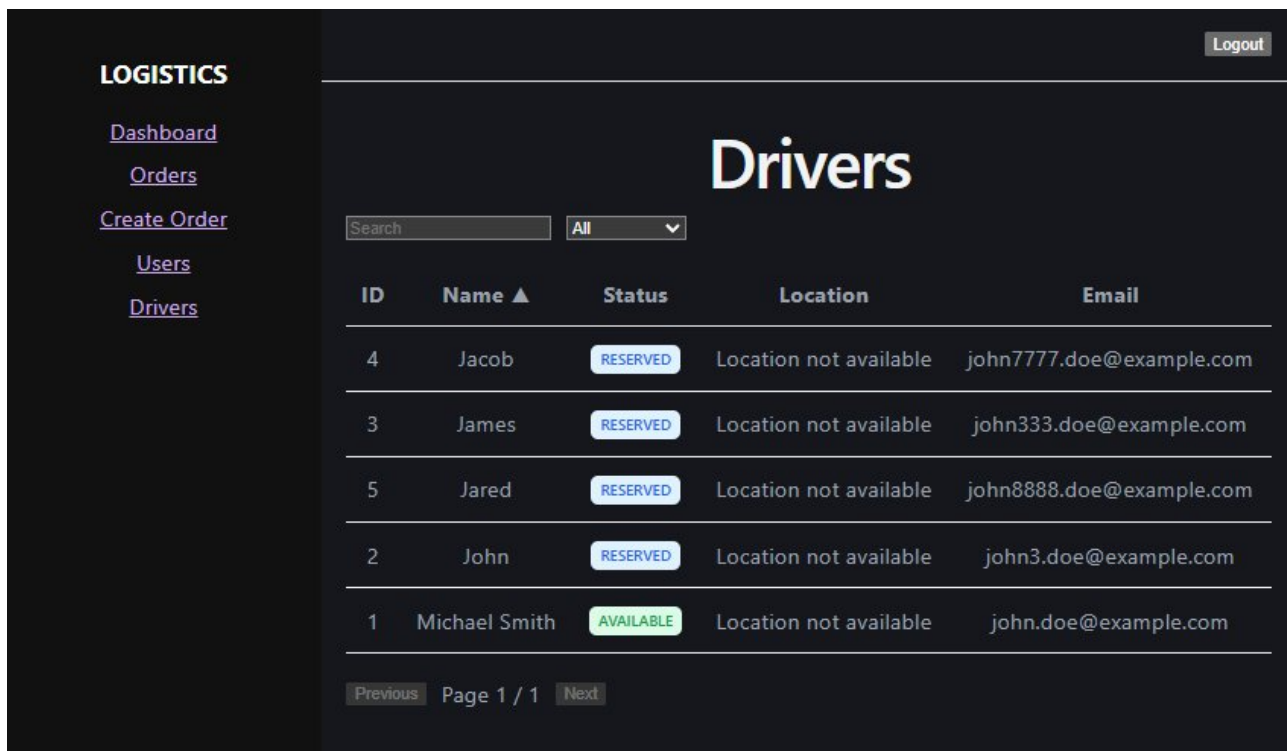 LOGISTICS
Dashboard
Orders
Create Order
Users
Drivers
Logout
Drivers
Search All
ID Name ▲ Status Location Email
4 Jacob RESERVED Location not available john7777.doe@example.com
3 James RESERVED Location not available john333.doe@example.com
5 Jared RESERVED Location not available john8888.doe@example.com
2 John RESERVED Location not available john3.doe@example.com
1 Michael Smith AVAILABLE Location not available john.doe@example.com
Previous Page 1 / 1 Next